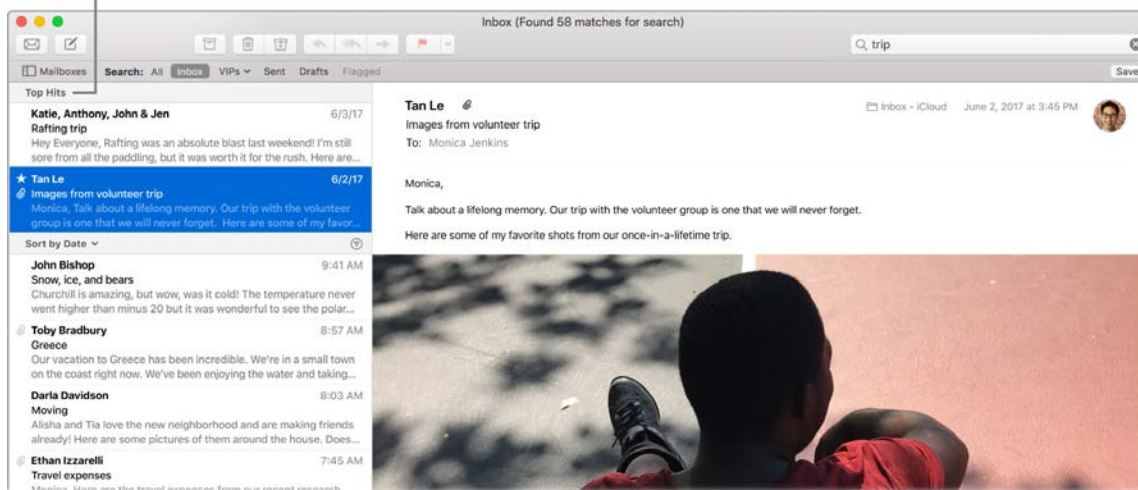 Inbox (Found 58 matches for search)
trip
Mailboxes Search: All Inbox VIPs Sent Drafts Flagged Save
Top Hits
Katie, Anthony, John & Jen 6/3/17
Rafting trip
Hey Everyone, Rafting was an absolute blast last weekend! I'm still
sore from all the paddling, but it was worth it for the rush. Here are...
Tan Le 6/2/17
Images from volunteer trip
Monica, Talk about a lifelong memory. Our trip with the volunteer
group is one that we will never forget. Here are some of my favor...
Sort by Date
John Bishop 9:41 AM
Snow, ice, and bears
Churchill is amazing, but wow, was it cold! The temperature never
went higher than minus 20 but it was wonderful to see the polar...
Toby Bradbury 8:57 AM
Greece
Our vacation to Greece has been incredible. We're in a small town
on the coast right now. We've been enjoying the water and taking...
Darla Davidson 8:03 AM
Moving
Alisha and Tia love the new neighborhood and are making friends
already! Here are some pictures of them around the house. Does...
Ethan Izzarelli 7:45 AM
Travel expenses
Monica, Here are the travel expenses from our recent research
Tan Le Inbox - iCloud June 2, 2017 at 3:45 PM
Images from volunteer trip
To: Monica Jenkins
Monica,
Talk about a lifelong memory. Our trip with the volunteer group is one that we will never forget.
Here are some of my favorite shots from our once-in-a-lifetime trip.